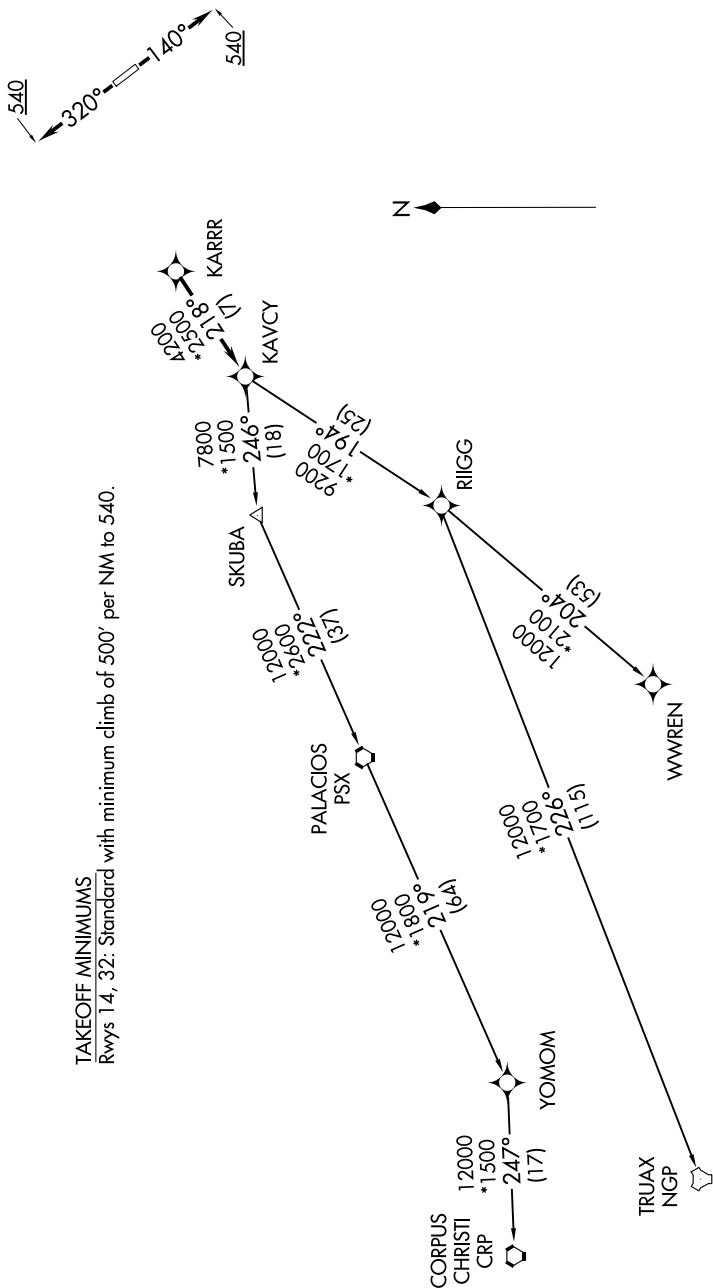 540
320°
140°
540
N
KARRR
4200
*2500
218°
(7)
KAVCY
7800
*1500
246°
(18)
SKUBA
9200
*1700
194°
(25)
RIIGG
12000
*2600
222°
(37)
PALACIOS
PSX
12000
*2100
204°
(53)
WWREN
12000
*1800
219°
(64)
12000
*1700
226°
(115)
YOMOM
12000
*1500
247°
(17)
CORPUS
CHRISTI
CRP
TRUAX
NGP
TAKEOFF MINIMUMS
Rwys 14, 32: Standard with minimum climb of 500' per NM to 540.